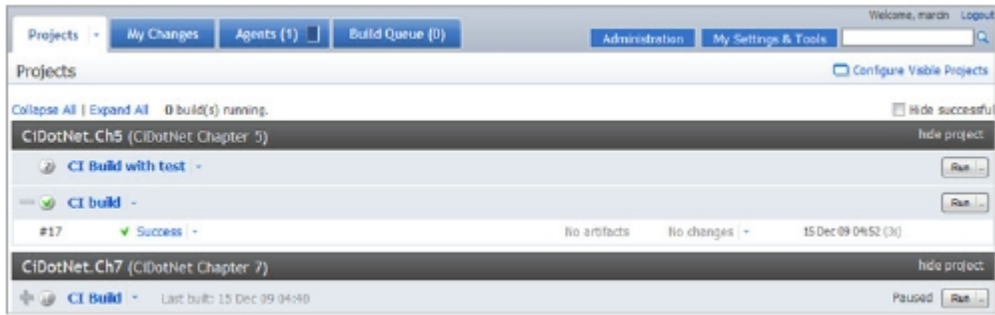 Welcome, marcin Logout
Projects My Changes Agents (1) Build Queue (0) Administration My Settings & Tools
Projects Configure Visible Projects
Collapse All | Expand All 0 build(s) running. Hide successful
CiDotNet.Ch5 (CiDotNet Chapter 5) hide project
CI Build with test Run ...
CI build Run ...
#17 Success No artifacts No changes 15 Dec 09 04:52 (3s)
CiDotNet.Ch7 (CiDotNet Chapter 7) hide project
CI Build Last built: 15 Dec 09 04:40 Paused Run ...